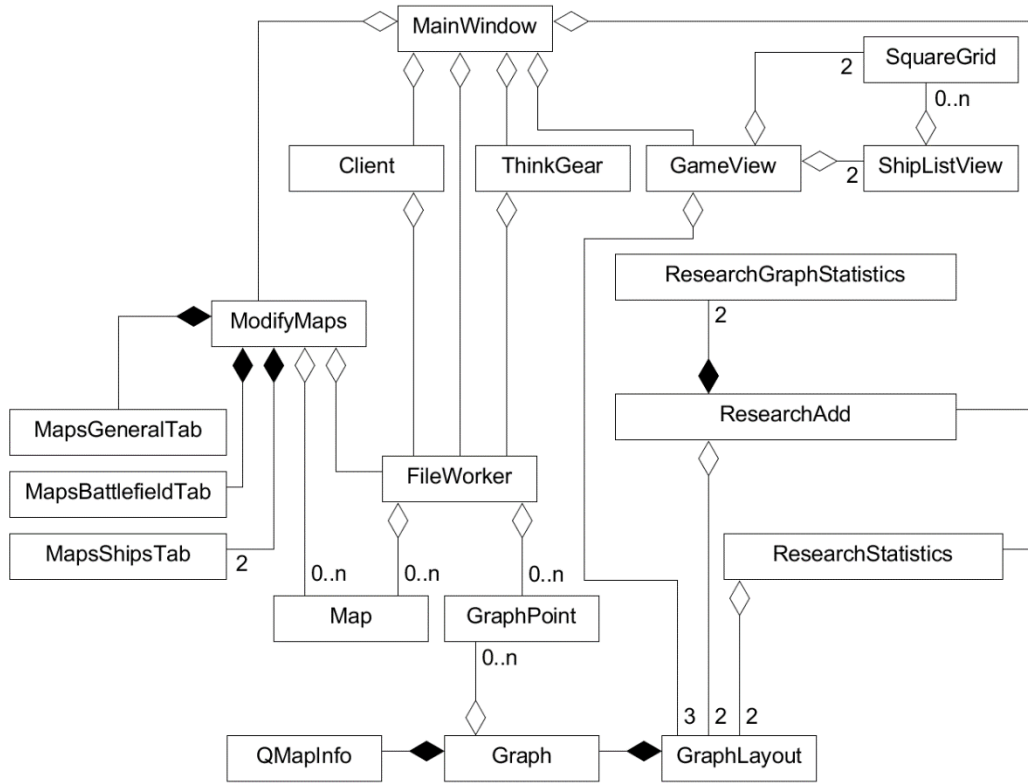 MainWindow
SquareGrid
2
0..n
Client
ThinkGear
GameView
ShipListView
2
ResearchGraphStatistics
ModifyMaps
2
ResearchAdd
MapsGeneralTab
FileWorker
MapsBattlefieldTab
MapsShipsTab
2
ResearchStatistics
0..n
0..n
0..n
Map
GraphPoint
0..n
3
2
2
QMapInfo
Graph
GraphLayout